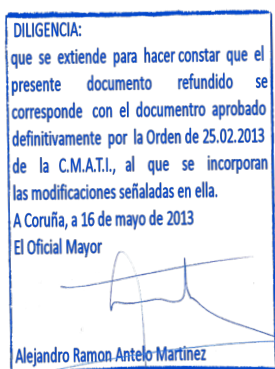 DILIGENCIA:
que se extiende para hacer constar que el
presente documento refundido se
corresponde con el documentro aprobado
definitivamente por la Orden de 25.02.2013
de la C.M.A.T.I., al que se incorporan
las modificaciones señaladas en ella.
A Coruña, a 16 de mayo de 2013
El Oficial Mayor
Alejandro Ramon Antelo Martinez